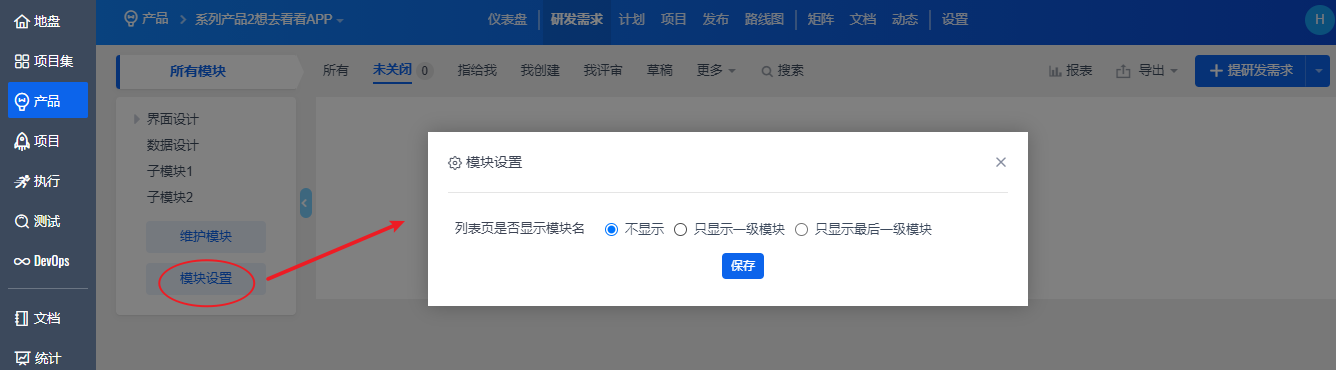 地盘
项目集
产品
项目
执行
测试
DevOps
文档
统计
产品 系列产品2想去看看APP
仪表盘 研发需求 计划 项目 发布 路线图 矩阵 文档 动态 设置 H
所有模块
所有 未关闭 0 指给我 我创建 我评审 草稿 更多 搜索 报表 导出 提研发需求
界面设计
数据设计
子模块1
子模块2
维护模块
模块设置
模块设置
列表页是否显示模块名 不显示 只显示一级模块 只显示最后一级模块
保存